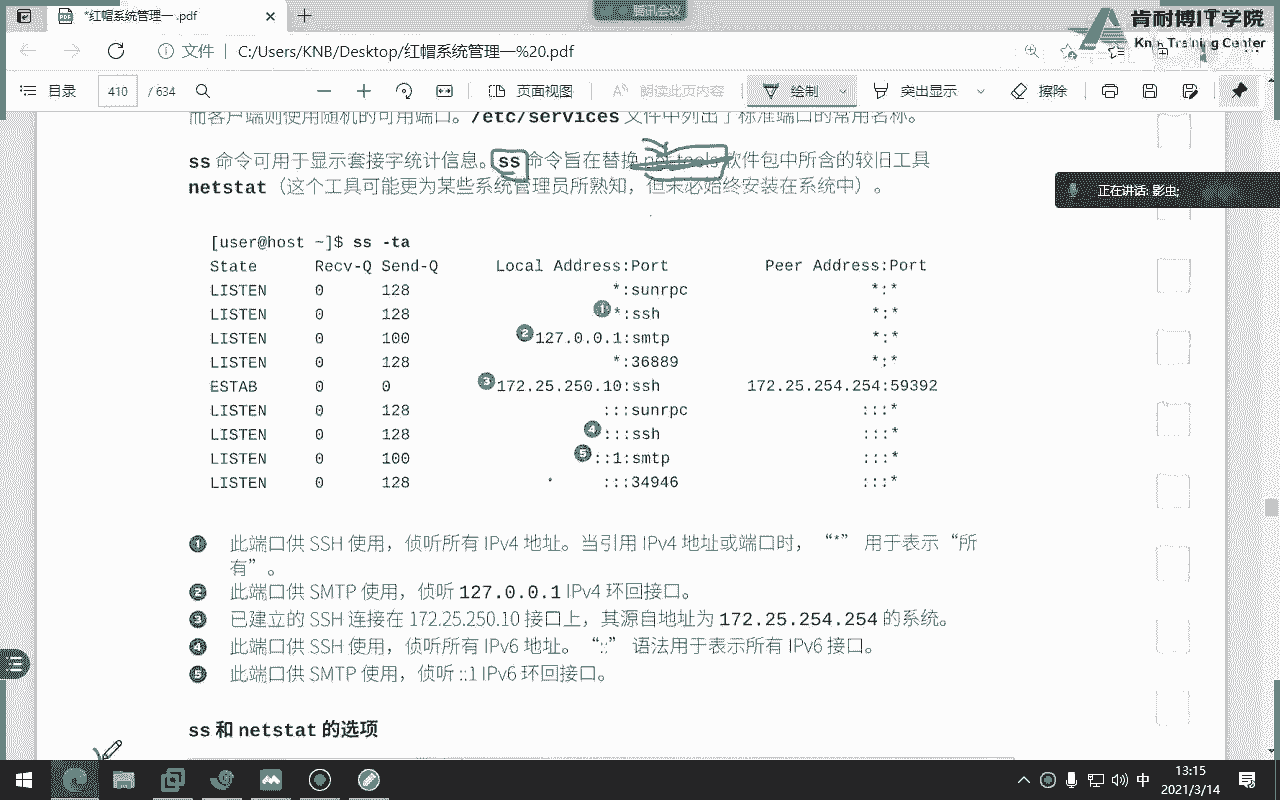 *红帽系统管理一 .pdf
腾讯会议
肯耐博IT学院
KnB Training Center
文件 C:/Users/KNB/Desktop/红帽系统管理一%20.pdf
目录 410 / 634 页面视图 朗读此页内容 绘制 突出显示 擦除
而客户端则使用随机的可用端口。/etc/services 文件中列出了标准端口的常用名称。
ss 命令可用于显示套接字统计信息。ss 命令旨在替换 net-tools 软件包中所含的较旧工具
netstat（这个工具可能更为某些系统管理员所熟知，但未必始终安装在系统中）。
正在讲话: 影虫;
[user@host ~]$ ss -ta
State Recv-Q Send-Q Local Address:Port Peer Address:Port
LISTEN 0 128 *:sunrpc *:*
LISTEN 0 128 1 *:ssh *:*
LISTEN 0 100 2 127.0.0.1:smtp *:*
LISTEN 0 128 *:36889 *:*
ESTAB 0 0 3 172.25.250.10:ssh 172.25.254.254:59392
LISTEN 0 128 :::sunrpc :::*
LISTEN 0 128 4 :::ssh :::*
LISTEN 0 100 5 ::1:smtp :::*
LISTEN 0 128 :::34946 :::*
1 此端口供 SSH 使用，侦听所有 IPv4 地址。当引用 IPv4 地址或端口时，“*” 用于表示“所
有”。
2 此端口供 SMTP 使用，侦听 127.0.0.1 IPv4 环回接口。
3 已建立的 SSH 连接在 172.25.250.10 接口上，其源自地址为 172.25.254.254 的系统。
4 此端口供 SSH 使用，侦听所有 IPv6 地址。“::” 语法用于表示所有 IPv6 接口。
5 此端口供 SMTP 使用，侦听 ::1 IPv6 环回接口。
ss 和 netstat 的选项
中
13:15
2021/3/14